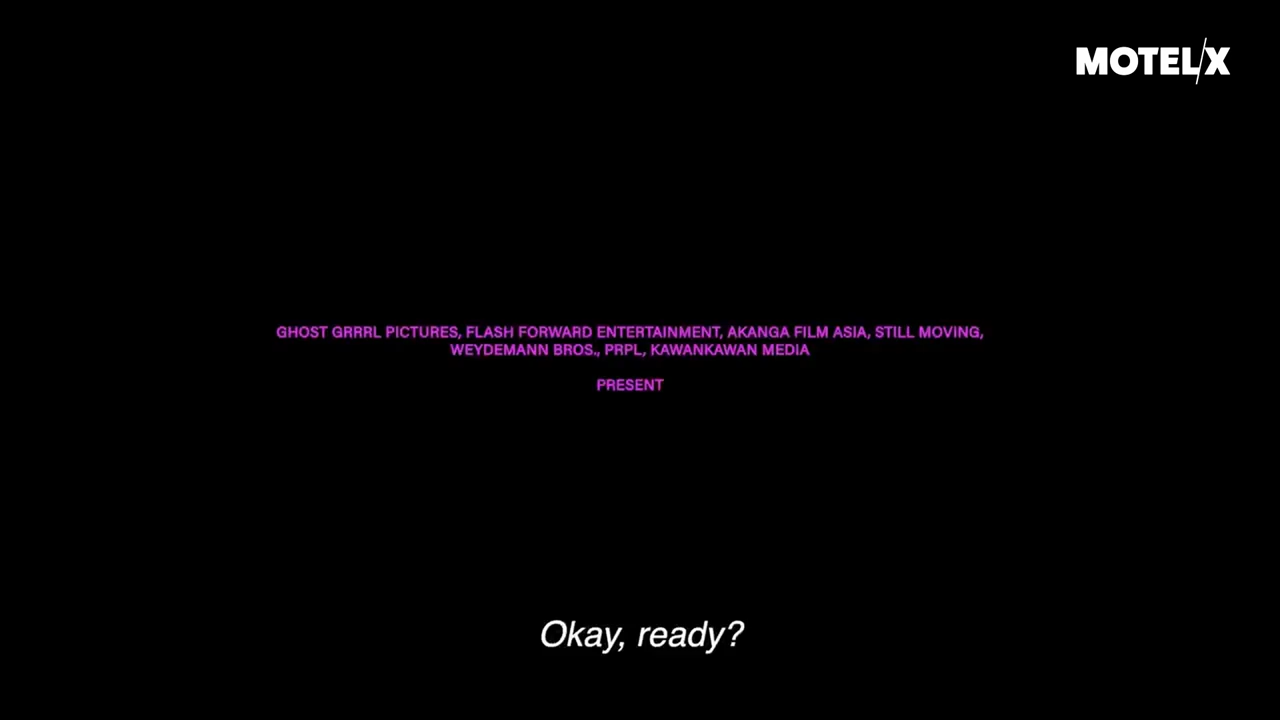 MOTEL/X
GHOST GRRRL PICTURES, FLASH FORWARD ENTERTAINMENT, AKANGA FILM ASIA, STILL MOVING,
WEYDEMANN BROS., PRPL, KAWANKAWAN MEDIA
PRESENT
Okay, ready?